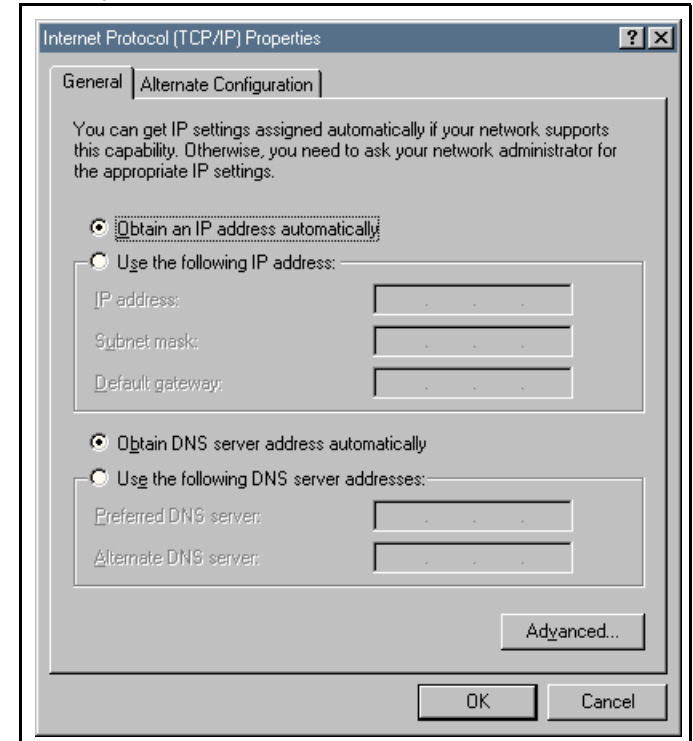 Internet Protocol (TCP/IP) Properties
General
Alternate Configuration
You can get IP settings assigned automatically if your network supports
this capability. Otherwise, you need to ask your network administrator for
the appropriate IP settings.
Obtain an IP address automatically
Use the following IP address:
IP address:
Subnet mask:
Default gateway:
Obtain DNS server address automatically
Use the following DNS server addresses:
Preferred DNS server:
Alternate DNS server:
Advanced...
OK
Cancel